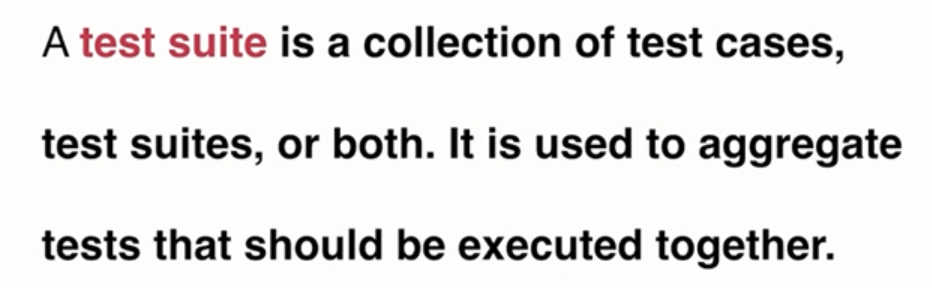 A test suite is a collection of test cases,
test suites, or both. It is used to aggregate
tests that should be executed together.